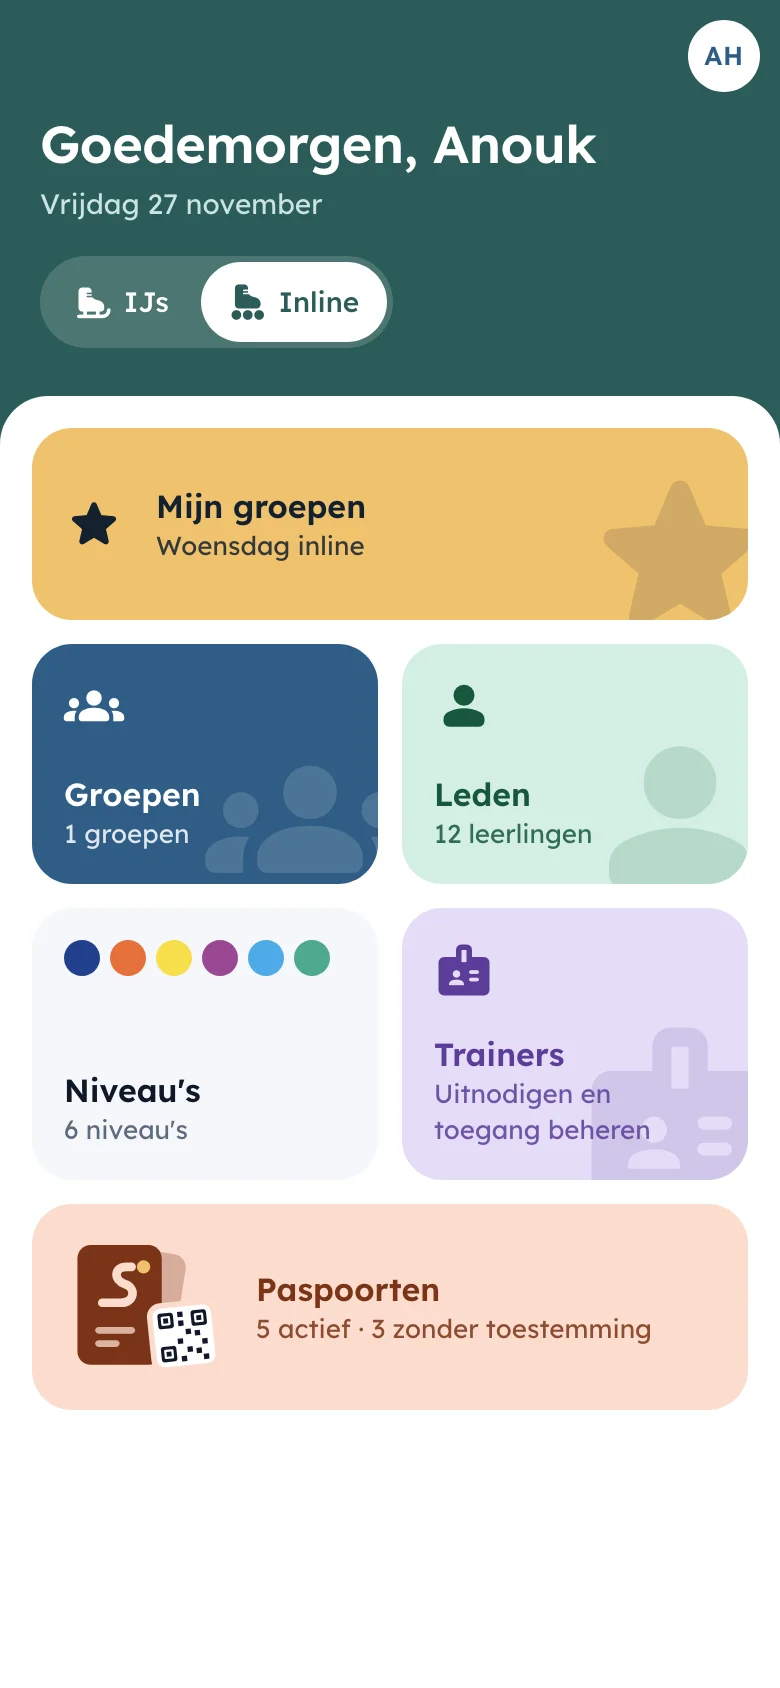 AH
Goedemorgen, Anouk
Vrijdag 27 november
IJs
Inline
Mijn groepen
Woensdag inline
Groepen
1 groepen
Leden
12 leerlingen
Niveau's
6 niveau's
Trainers
Uitnodigen en
toegang beheren
S
Paspoorten
5 actief · 3 zonder toestemming